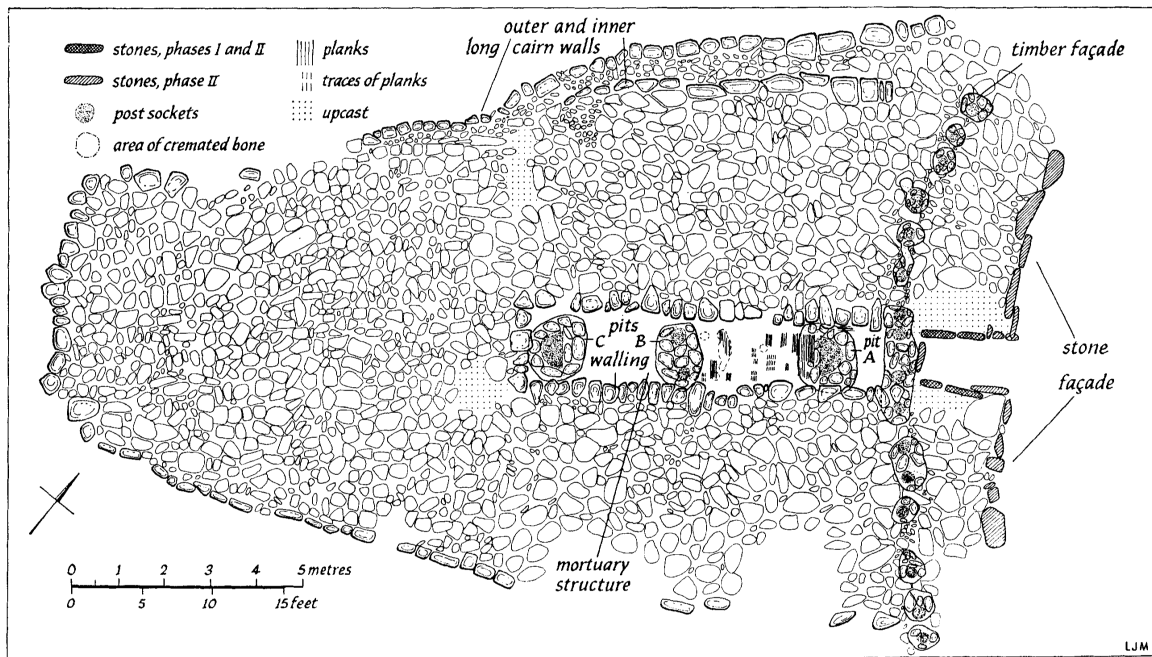 stones, phases I and II
stones, phase II
post sockets
area of cremated bone
planks
traces of planks
upcast
outer and inner
long cairn walls
timber façade
pits
C B
walling
pit
A
stone
façade
mortuary
structure
0 1 2 3 4 5 metres
0 5 10 15 feet
LJM